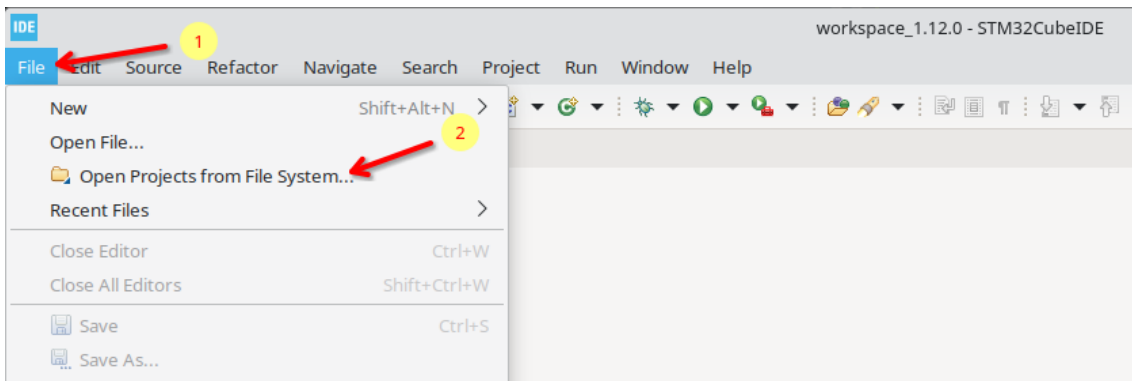 IDE
workspace_1.12.0 - STM32CubeIDE
1
File Edit Source Refactor Navigate Search Project Run Window Help
New Shift+Alt+N
Open File...
2
Open Projects from File System...
Recent Files
Close Editor Ctrl+W
Close All Editors Shift+Ctrl+W
Save Ctrl+S
Save As...